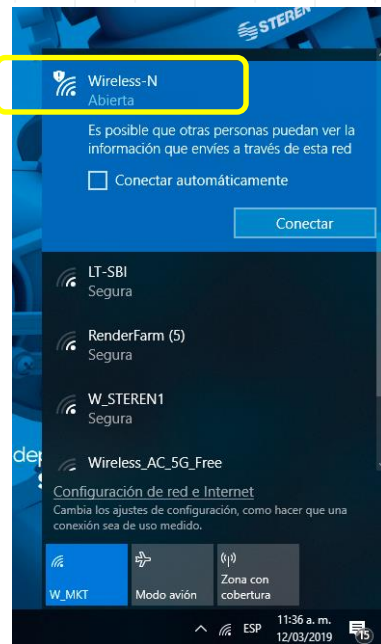 STEREN
Wireless-N
Abierta
Es posible que otras personas puedan ver la
información que envíes a través de esta red
Conectar automáticamente
Conectar
LT-SBI
Segura
RenderFarm (5)
Segura
W_STEREN1
Segura
Wireless_AC_5G_Free
Configuración de red e Internet
Cambia los ajustes de configuración, como hacer que una
conexión sea de uso medido.
W_MKT
Modo avión
Zona con
cobertura
ESP
11:36 a. m.
12/03/2019
15